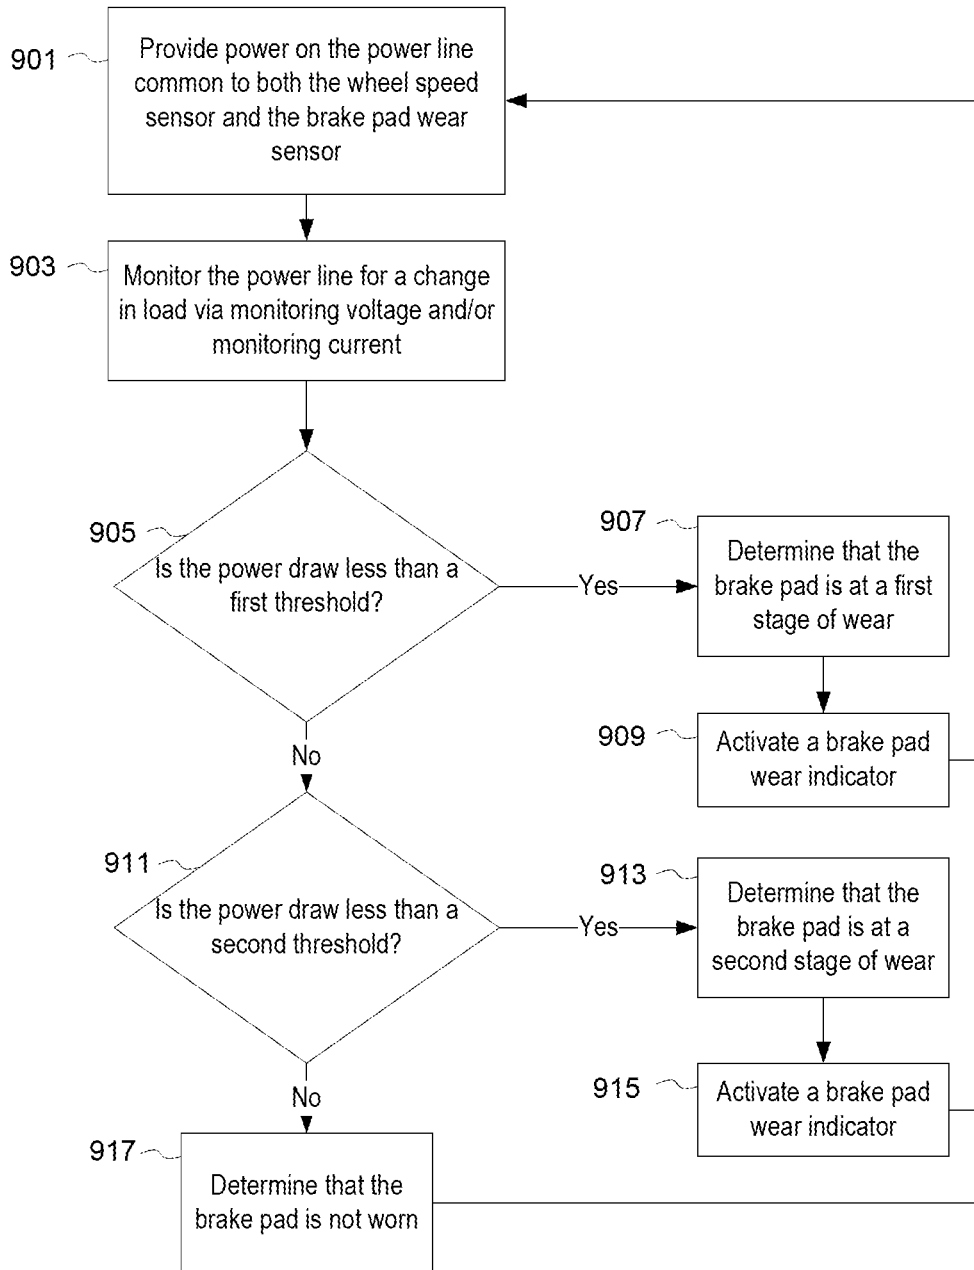 901
Provide power on the power line
common to both the wheel speed
sensor and the brake pad wear
sensor
903
Monitor the power line for a change
in load via monitoring voltage and/or
monitoring current
905
Is the power draw less than a
first threshold?
Yes
907
Determine that the
brake pad is at a first
stage of wear
909
Activate a brake pad
wear indicator
No
911
Is the power draw less than a
second threshold?
Yes
913
Determine that the
brake pad is at a
second stage of wear
915
Activate a brake pad
wear indicator
No
917
Determine that the
brake pad is not worn